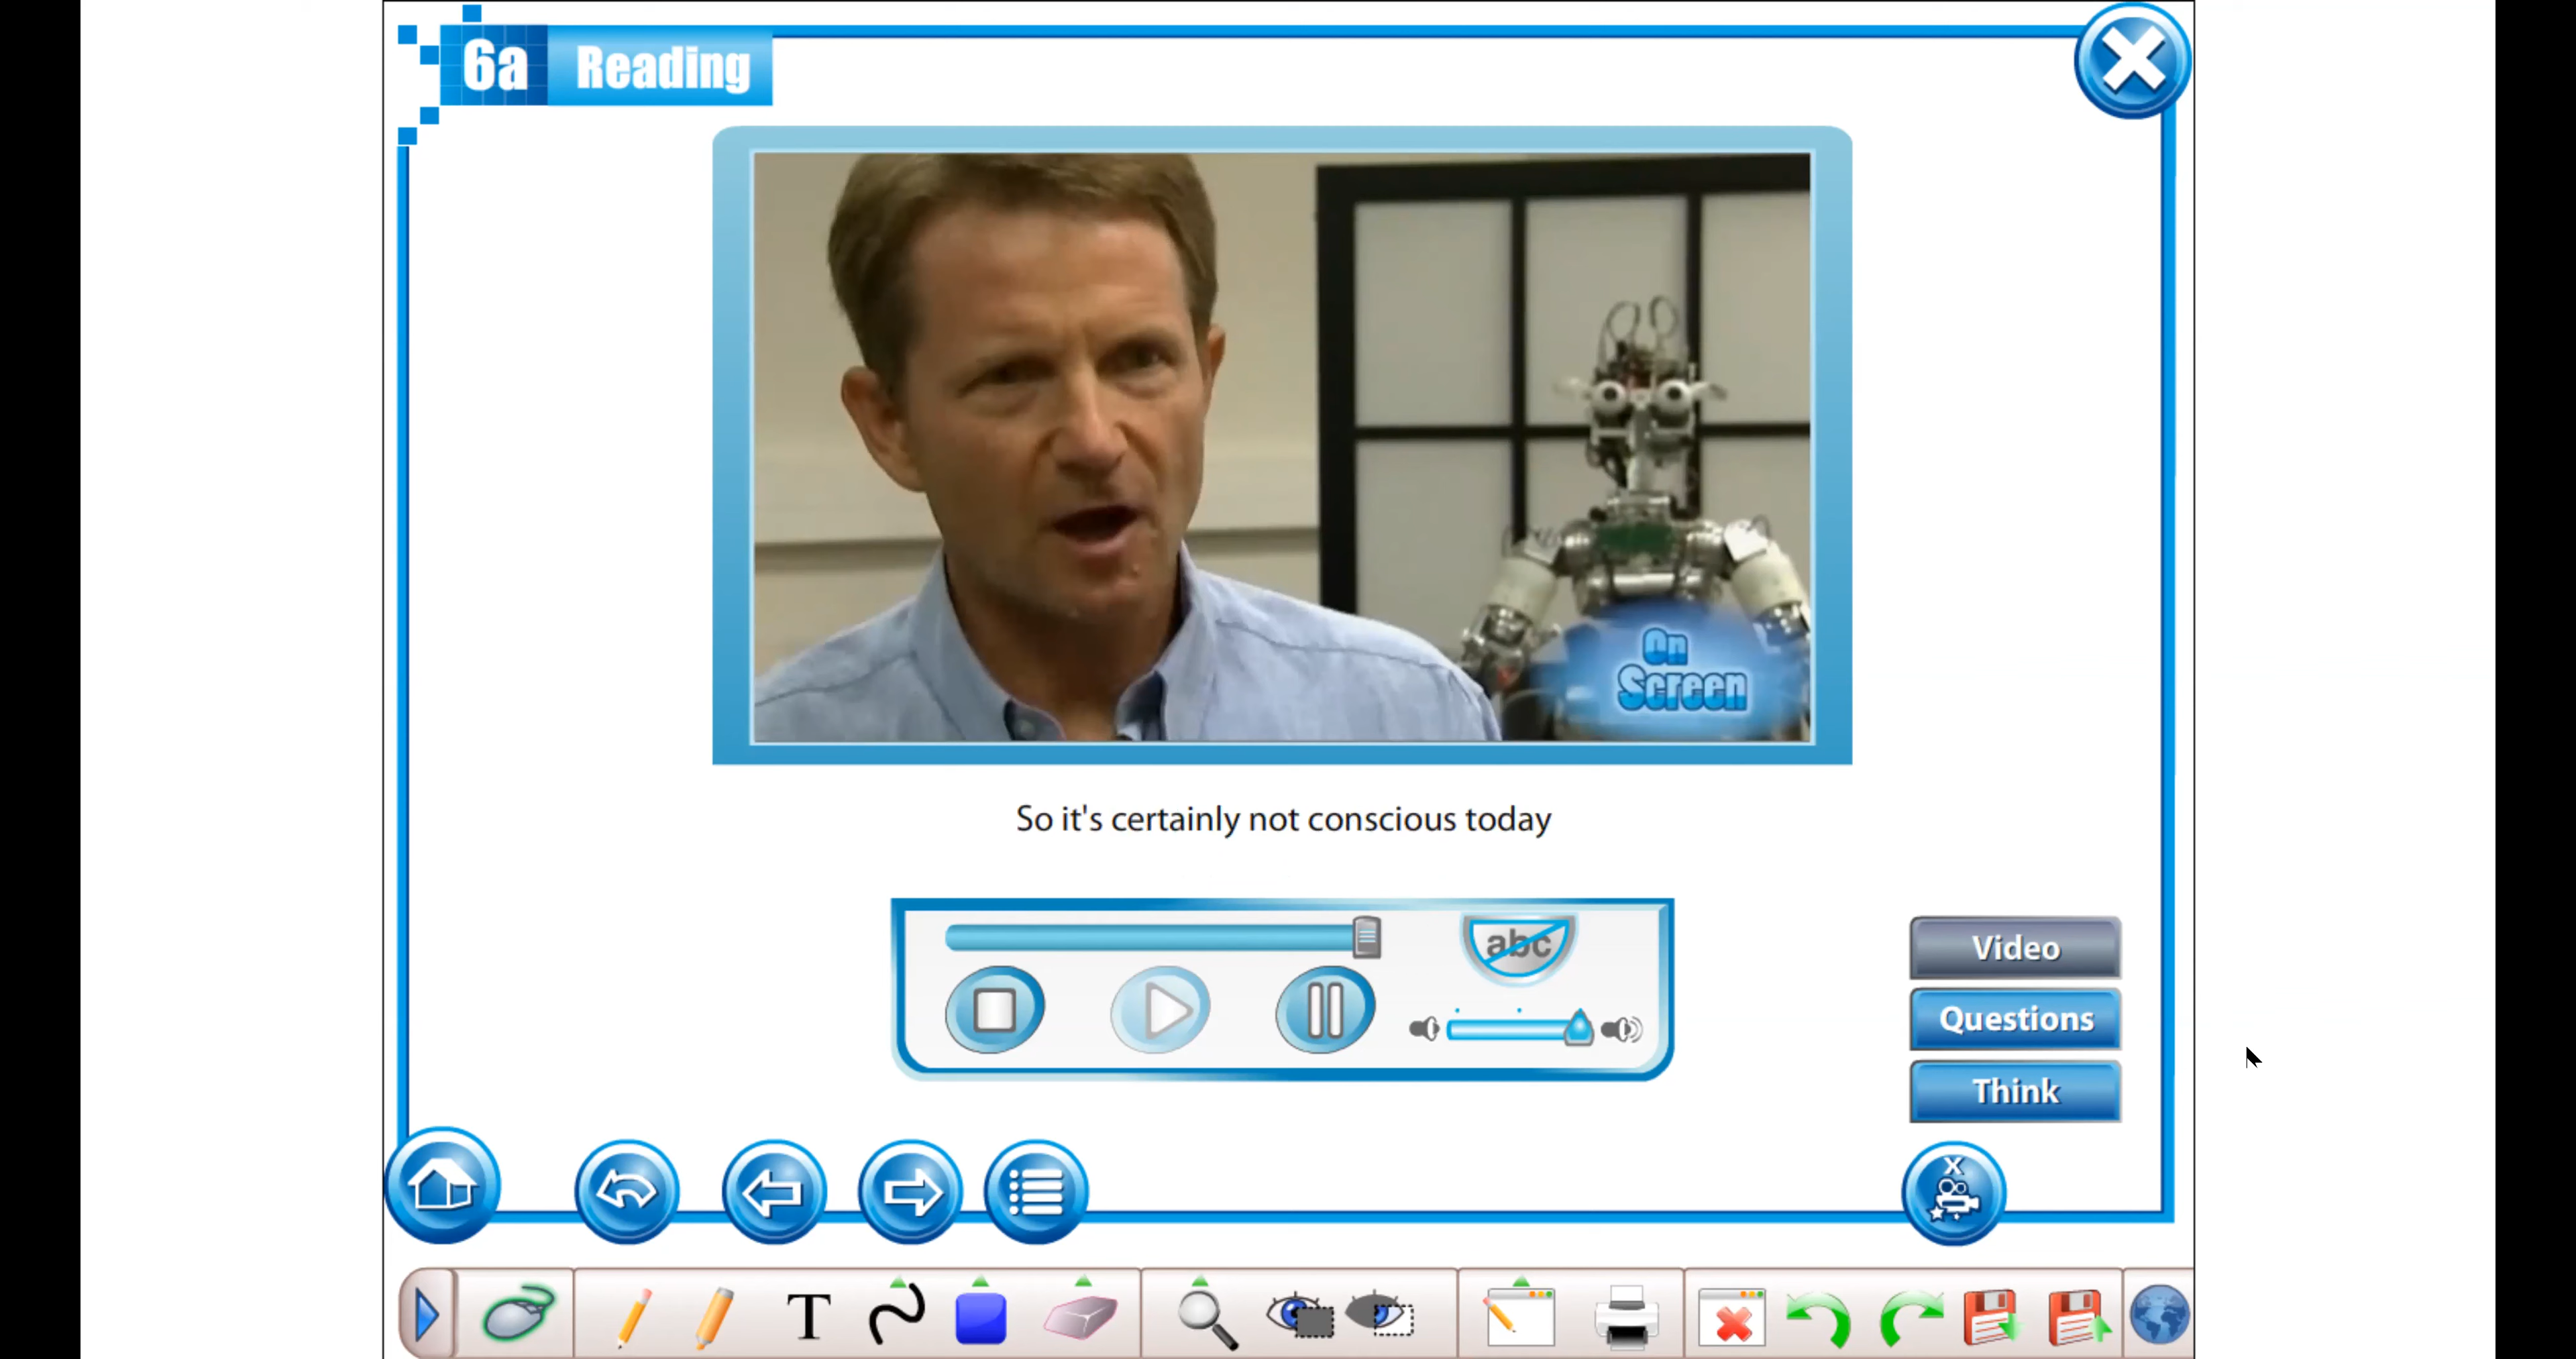 6a Reading
On
Screen
So it's certainly not conscious today
abc
Video
Questions
Think
X
T